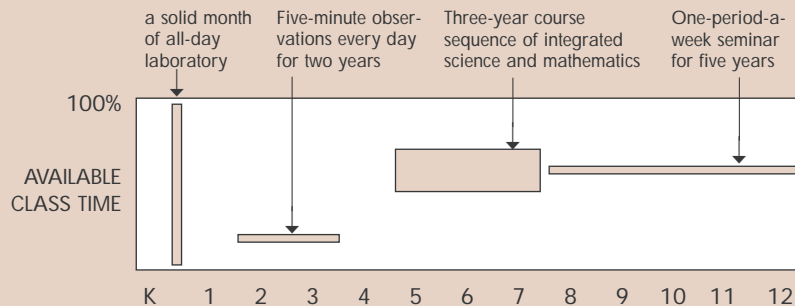 a solid month
of all-day
laboratory
Five-minute obser-
vations every day
for two years
Three-year course
sequence of integrated
science and mathematics
One-period-a-
week seminar
for five years
100%
AVAILABLE
CLASS TIME
K 1 2 3 4 5 6 7 8 9 10 11 12